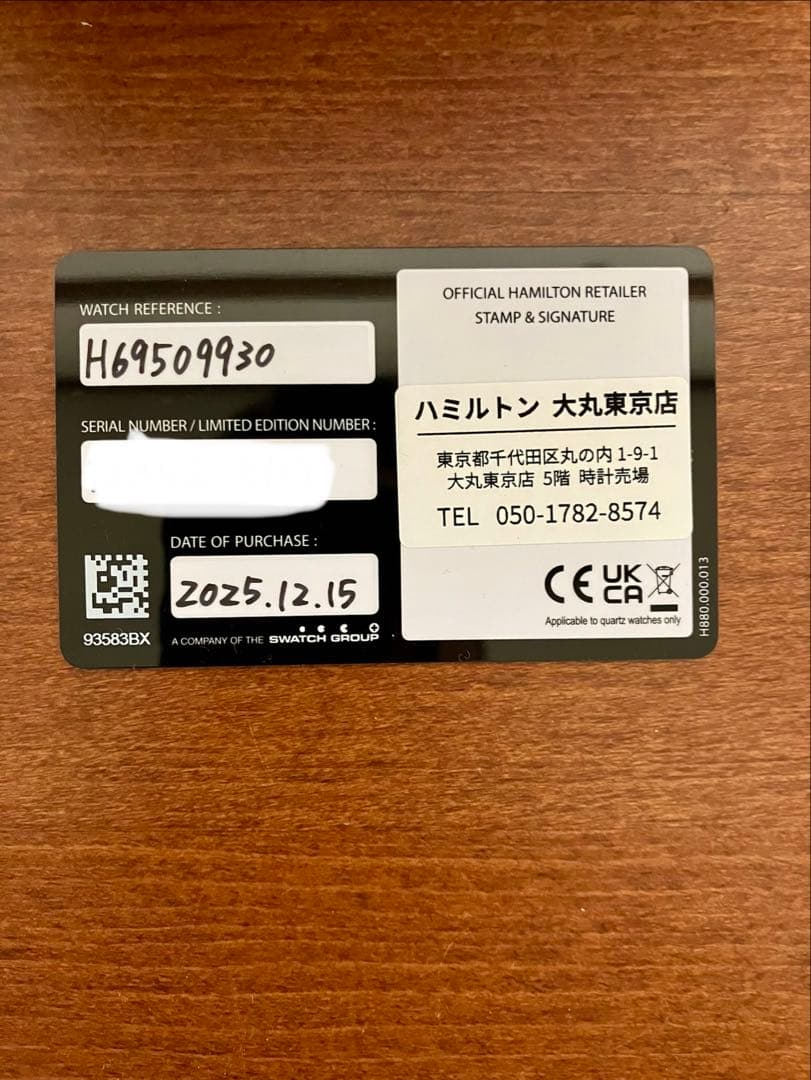 WATCH REFERENCE :
H69509930
SERIAL NUMBER / LIMITED EDITION NUMBER :
DATE OF PURCHASE :
2025.12.15
93583BX
A COMPANY OF THE SWATCH GROUP
OFFICIAL HAMILTON RETAILER
STAMP & SIGNATURE
ハミルトン 大丸東京店
東京都千代田区丸の内 1-9-1
大丸東京店 5階 時計売場
TEL 050-1782-8574
CE UK CA
Applicable to quartz watches only
H880.000.013